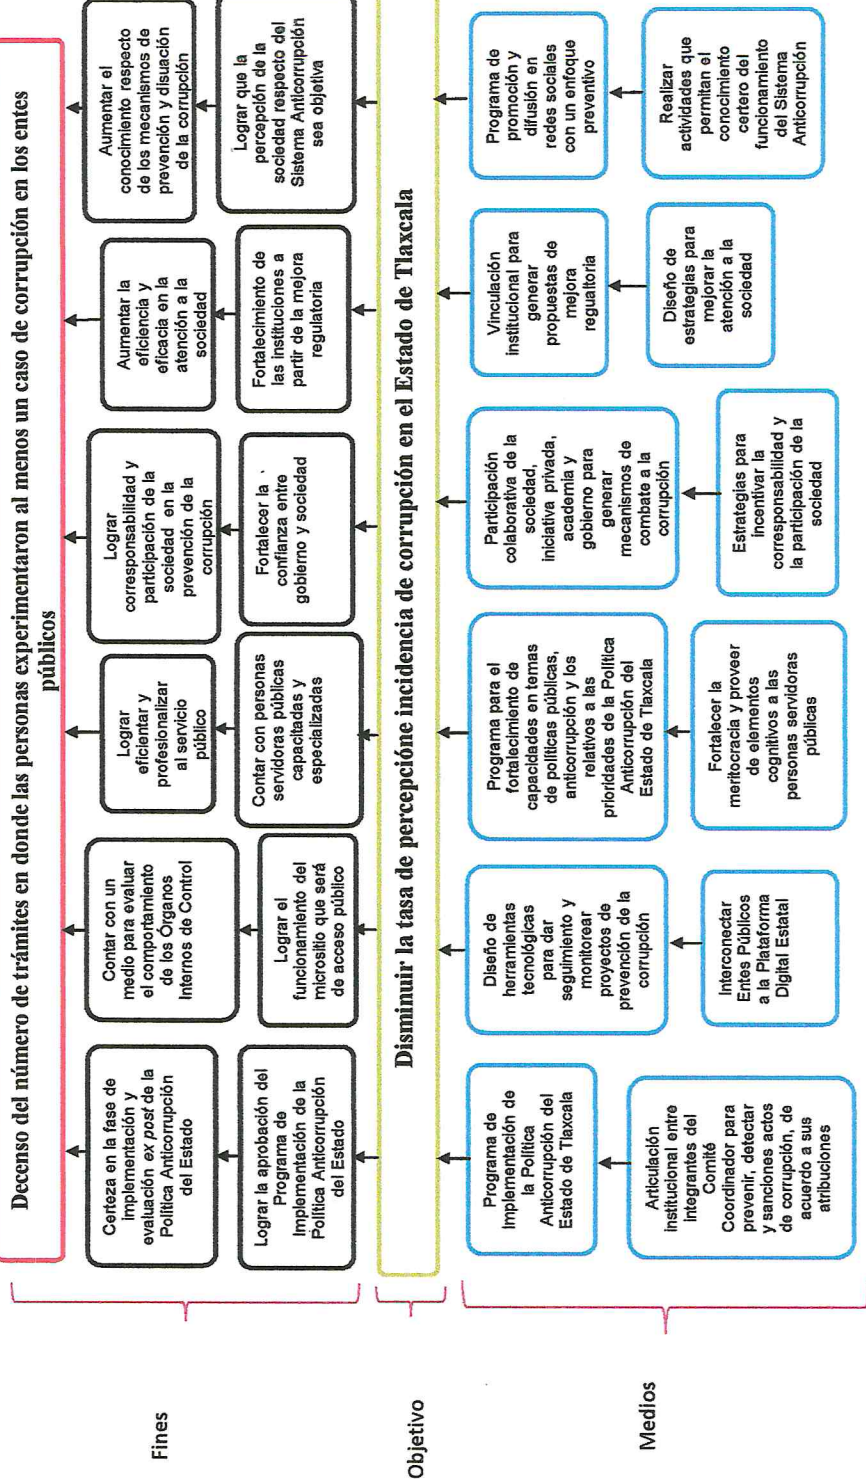 Decenso del número de trámites en donde las personas experimentaron al menos un caso de corrupción en los entes
públicos
Fines
Certeza en la fase de
implementación y
evaluación ex post de la
Política Anticorrupción
del Estado
Contar con un
medio para evaluar
el comportamiento
de los Órganos
Internos de Control
Lograr
eficientar y
profesionalizar
al servicio
público
Lograr
corresponsabilidad y
participación de la
sociedad en la
prevención de la
corrupción
Aumentar la
eficiencia y
eficacia en la
atención a la
sociedad
Aumentar el
conocimiento respecto
de los mecanismos de
prevención y disuación
de la corrupción
Lograr la aprobación del
Programa de
Implementación de la
Política Anticorrupción
del Estado
Lograr el
funcionamiento del
micrositio que será
de acceso público
Contar con personas
servidoras públicas
capacitadas y
especializadas
Fortalecer la
confianza entre
gobierno y sociedad
Fortalecimiento de
las instituciones a
partir de la mejora
regulatoria
Lograr que la
percepción de la
sociedad respecto del
Sistema Anticorrupción
sea objetiva
Objetivo
Disminuir la tasa de percepcióne incidencia de corrupción en el Estado de Tlaxcala
Medios
Programa de
Implementación de
la Política
Anticorrupción del
Estado de Tlaxcala
Diseño de
herramientas
tecnológicas
para dar
seguimiento y
monitorear
proyectos de
prevención de la
corrupción
Programa para el
fortalecimiento de
capacidades en temas
de políticas públicas,
anticorrupción y los
relativos a las
prioridades de la Política
Anticorrupción del
Estado de Tlaxcala
Participación
colaborativa de la
sociedad,
iniciativa privada,
academia y
gobierno para
generar
mecanismos de
combate a la
corrupción
Vinculación
institucional para
generar
propuestas de
mejora
regualtoria
Programa de
promoción y
difusión en
redes sociales
con un enfoque
preventivo
Articulación
institucional entre
Integrantes del
Comité
Coordinador para
prevenir, detectar
y sanciones actos
de corrupción, de
acuerdo a sus
atribuciones
Interconectar
Entes Públicos
a la Plataforma
Digital Estatal
Fortalecer la
meritocracia y proveer
de elementos
cognitivos a las
personas servidoras
públicas
Estrategias para
incentivar la
corresponsabilidad y
la participación de la
sociedad
Diseño de
estrategias para
mejorar la
atención a la
sociedad
Realizar
actividades que
permitan el
conocimiento
certero del
funcionamiento
del Sistema
Anticorrupción